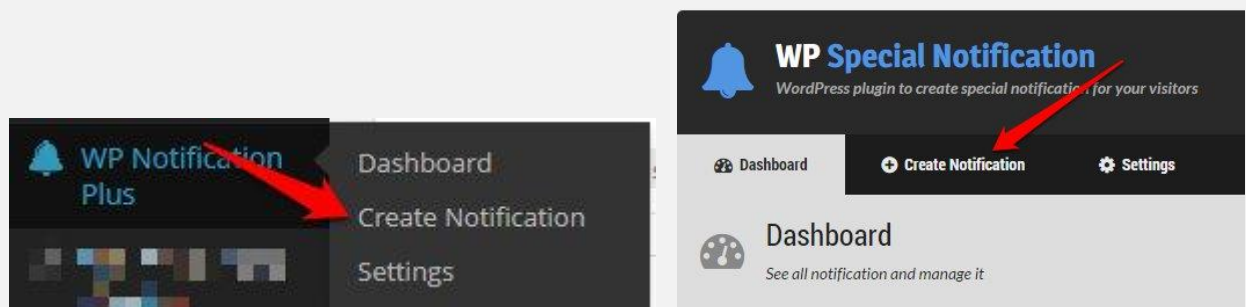 WP Notification
Plus
Dashboard
Create Notification
Settings
WP Special Notification
WordPress plugin to create special notification for your visitors
Dashboard
Create Notification
Settings
Dashboard
See all notification and manage it